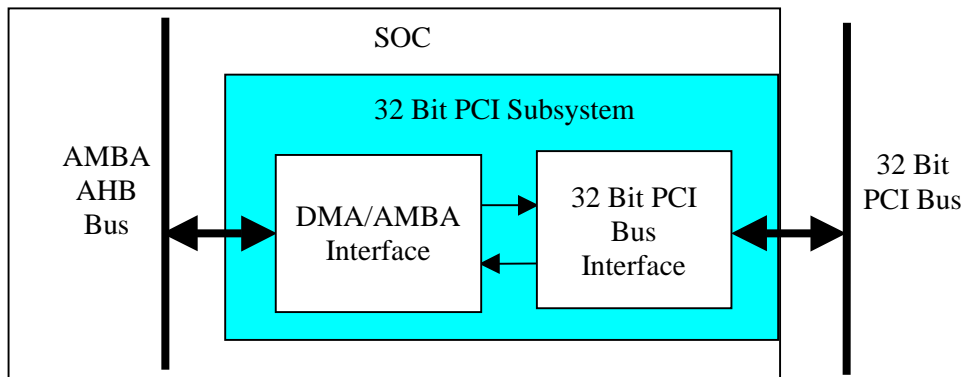 SOC
32 Bit PCI Subsystem
AMBA
AHB
Bus
DMA/AMBA
Interface
32 Bit PCI
Bus
Interface
32 Bit
PCI Bus